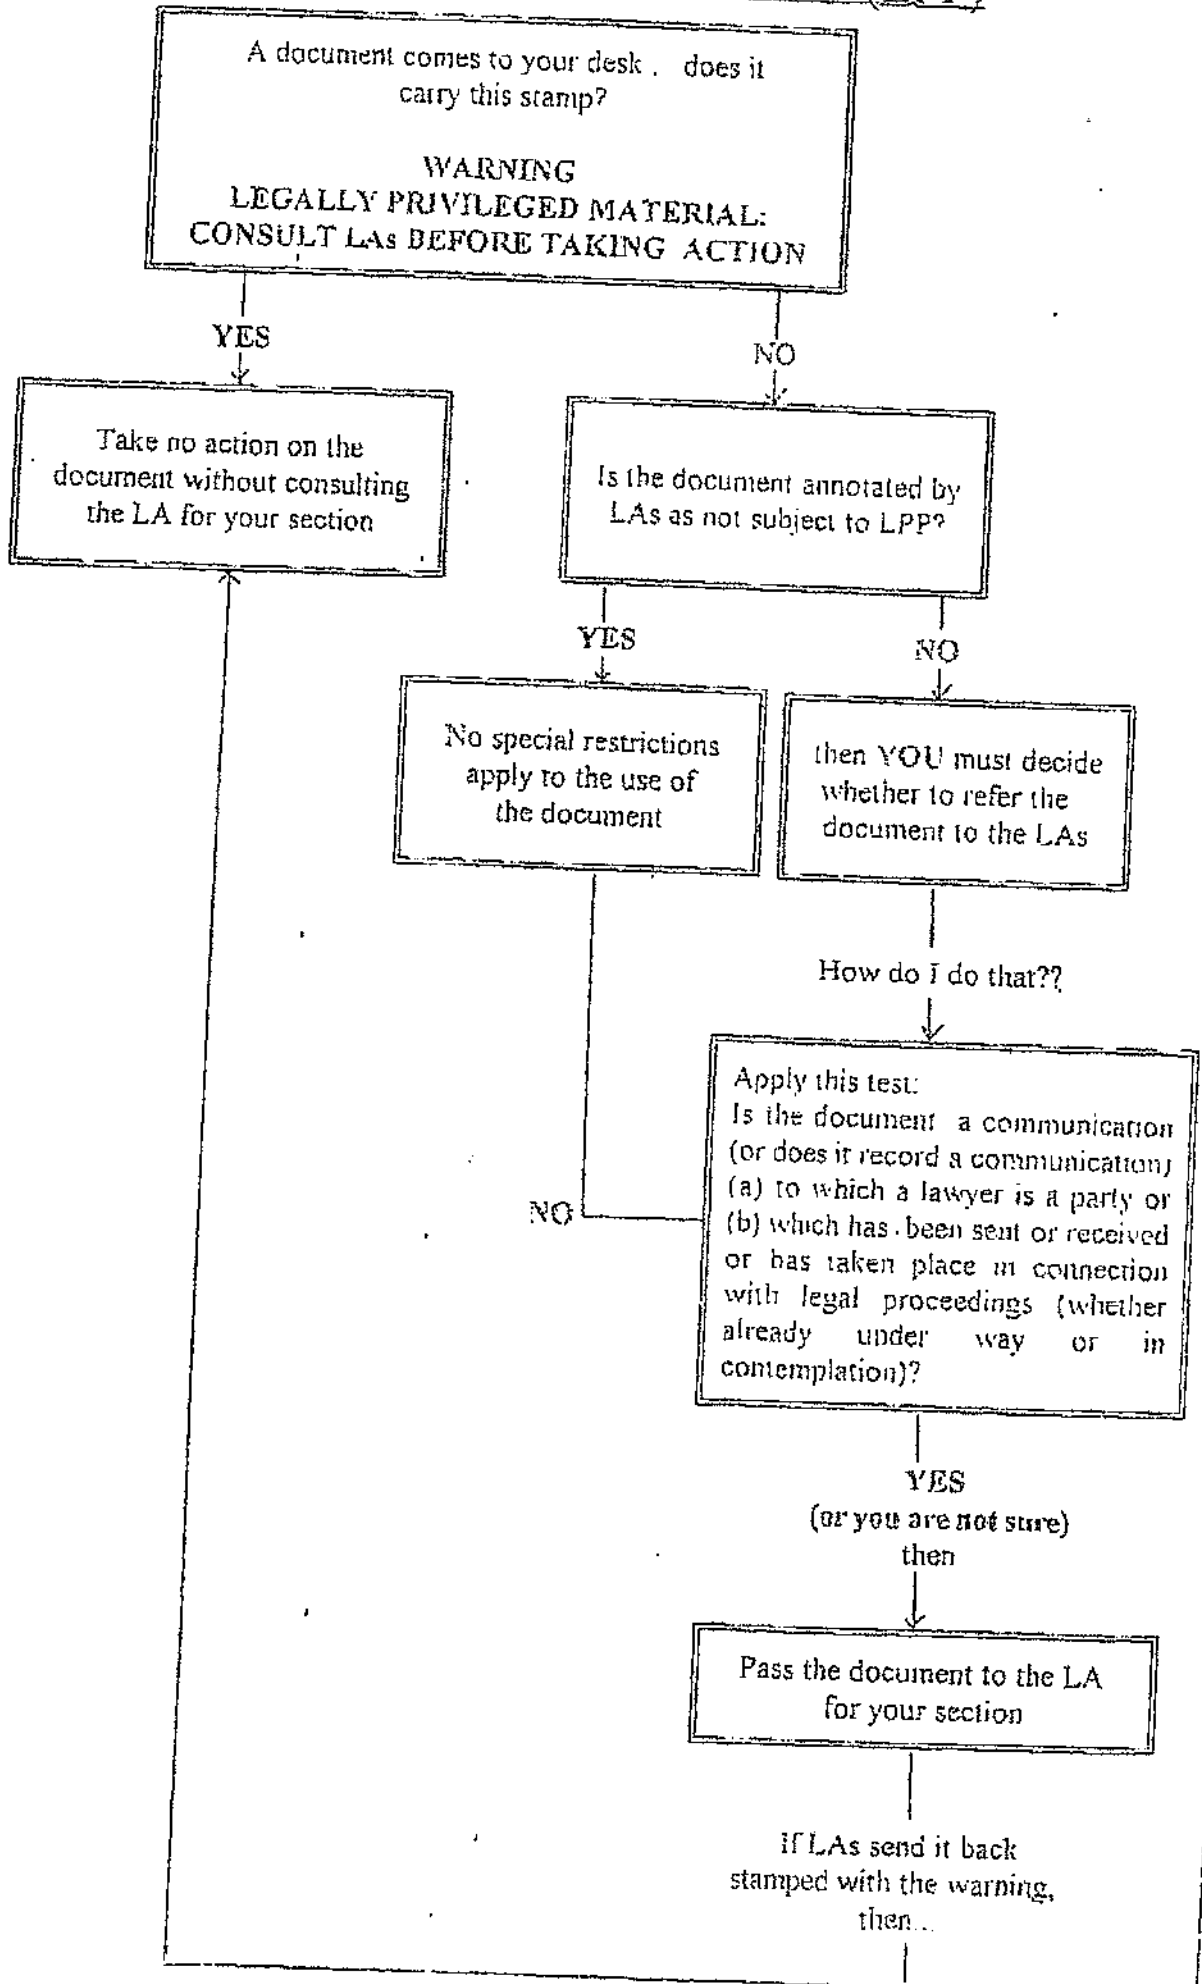 A document comes to your desk . does it
carry this stamp?
WARNING
LEGALLY PRIVILEGED MATERIAL:
CONSULT LAs BEFORE TAKING ACTION
YES
NO
Take no action on the
document without consulting
the LA for your section
Is the document annotated by
LAs as not subject to LPP?
YES
NO
No special restrictions
apply to the use of
the document
then YOU must decide
whether to refer the
document to the LAs
How do I do that??
Apply this test:
Is the document a communication
(or does it record a communication)
(a) to which a lawyer is a party or
(b) which has been sent or received
or has taken place in connection
with legal proceedings (whether
already under way or in
contemplation)?
NO
YES
(or you are not sure)
then
Pass the document to the LA
for your section
If LAs send it back
stamped with the warning,
then...